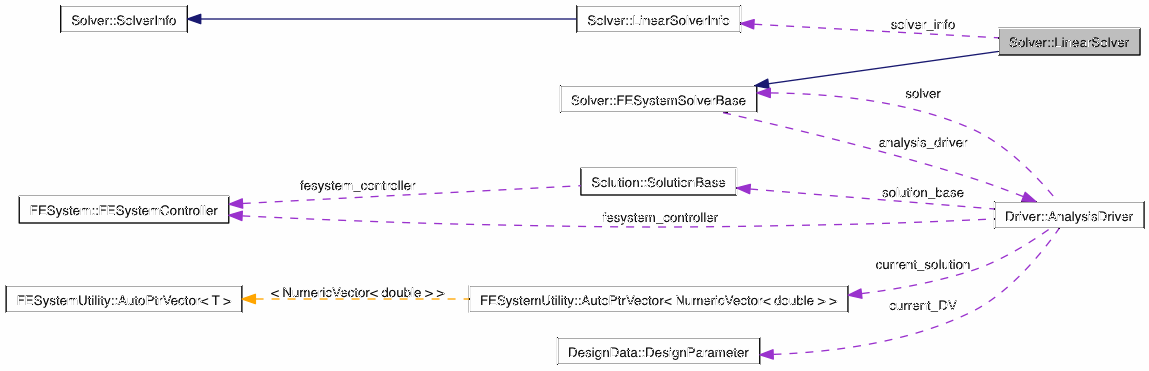 Solver::SolverInfo
Solver::LinearSolverInfo
solver_info
Solver::LinearSolver
Solver::FESystemSolverBase
solver
analysis_driver
fesystem_controller
Solution::SolutionBase
solution_base
FESystem::FESystemController
fesystem_controller
Driver::AnalysisDriver
current_solution
FESystemUtility::AutoPtrVector< T >
< NumericVector< double > >
FESystemUtility::AutoPtrVector< NumericVector< double > >
current_DV
DesignData::DesignParameter